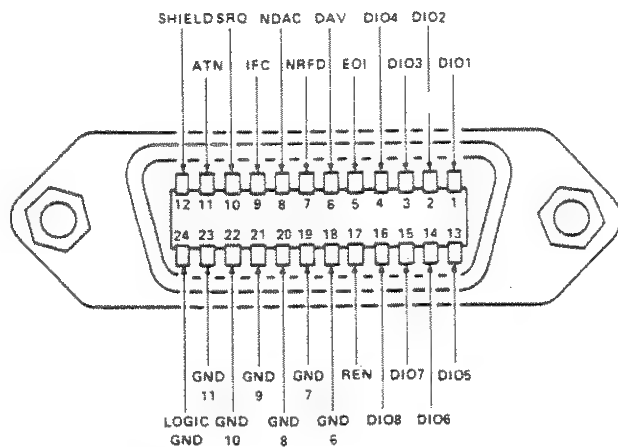 SHIELD SRQ NDAC DAV DIO4 DIO2
ATN IFC NRFD EOI DIO3 DIO1
12 11 10 9 8 7 6 5 4 3 2 1
24 23 22 21 20 19 18 17 16 15 14 13
GND GND GND REN DIO7 DIO5
11 9 7
LOGIC GND GND GND DIO8 DIO6
GND 10 8 6